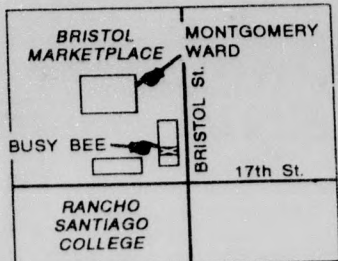 BRISTOL
MARKETPLACE
MONTGOMERY
WARD
BRISTOL St.
BUSY BEE
17th St.
RANCHO
SANTIAGO
COLLEGE